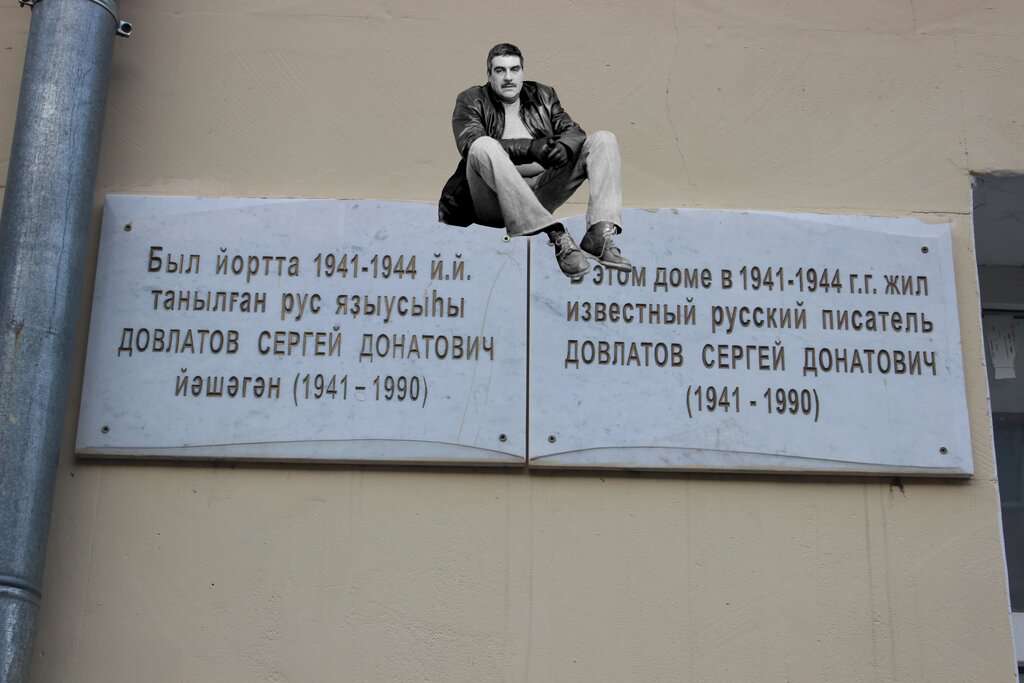 Был йортта 1941-1944 й.й.
танылған рус яҙыусыһы
ДОВЛАТОВ СЕРГЕЙ ДОНАТОВИЧ
йәшәгән (1941-1990)
В этом доме в 1941-1944 г.г. жил
известный русский писатель
ДОВЛАТОВ СЕРГЕЙ ДОНАТОВИЧ
(1941 - 1990)